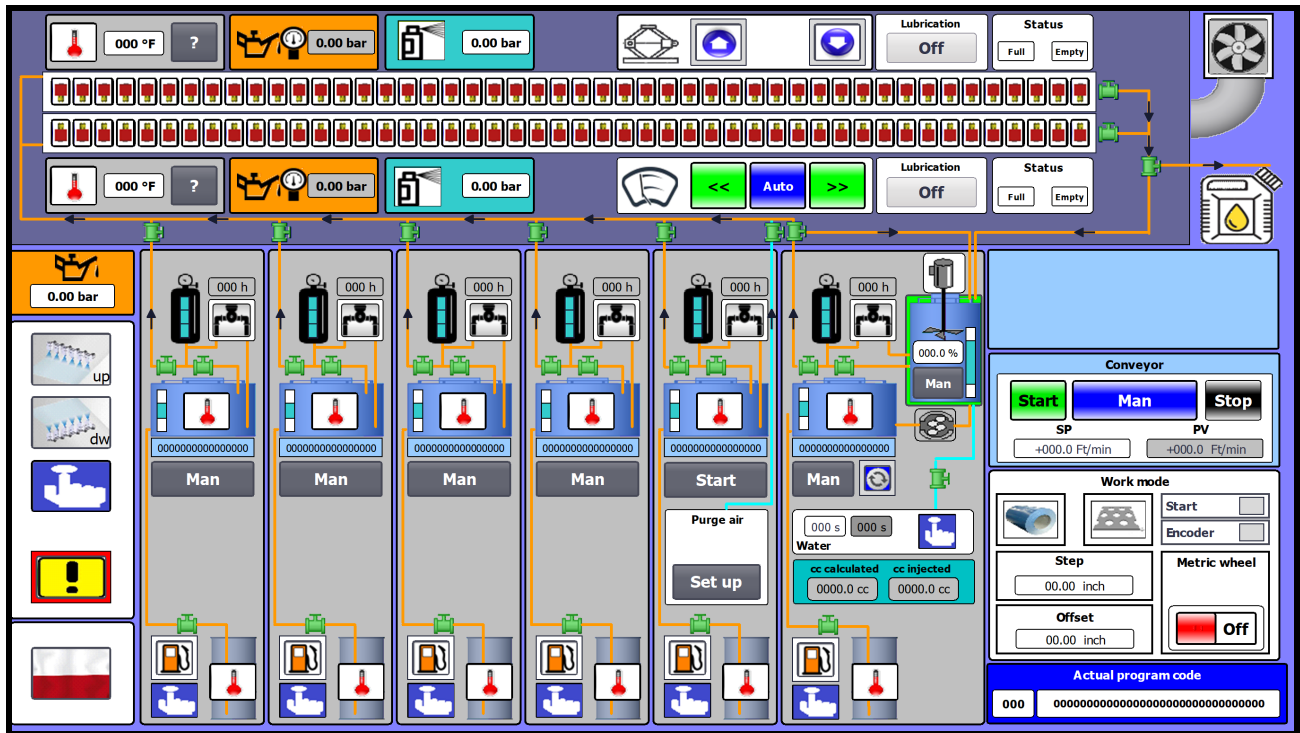 000 °F
?
0.00 bar
0.00 bar
Lubrication
Off
Status
Full
Empty
000 °F
?
0.00 bar
0.00 bar
<<
Auto
>>
Lubrication
Off
Status
Full
Empty
0.00 bar
up
dw
000 h
0000000000000000
Man
000 h
0000000000000000
Man
000 h
0000000000000000
Man
000 h
0000000000000000
Man
000 h
0000000000000000
Start
Purge air
Set up
000 h
000.0 %
Man
0000000000000000
Man
000 s
000 s
Water
cc calculated
cc injected
0000.0 cc
0000.0 cc
Conveyor
Start
Man
Stop
SP
PV
+000.0 Ft/min
+000.0 Ft/min
Work mode
Start
Encoder
Step
00.00 inch
Metric wheel
Offset
00.00 inch
Off
Actual program code
000
00000000000000000000000000000000